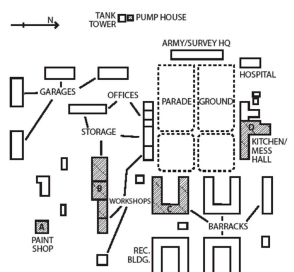 N
TANK
TOWER
PUMP HOUSE
ARMY/SURVEY HQ
HOSPITAL
GARAGES
OFFICES
PARADE
GROUND
STORAGE
D
KITCHEN/
MESS
HALL
B
WORKSHOPS
C
A
PAINT
SHOP
BARRACKS
REC.
BLDG.